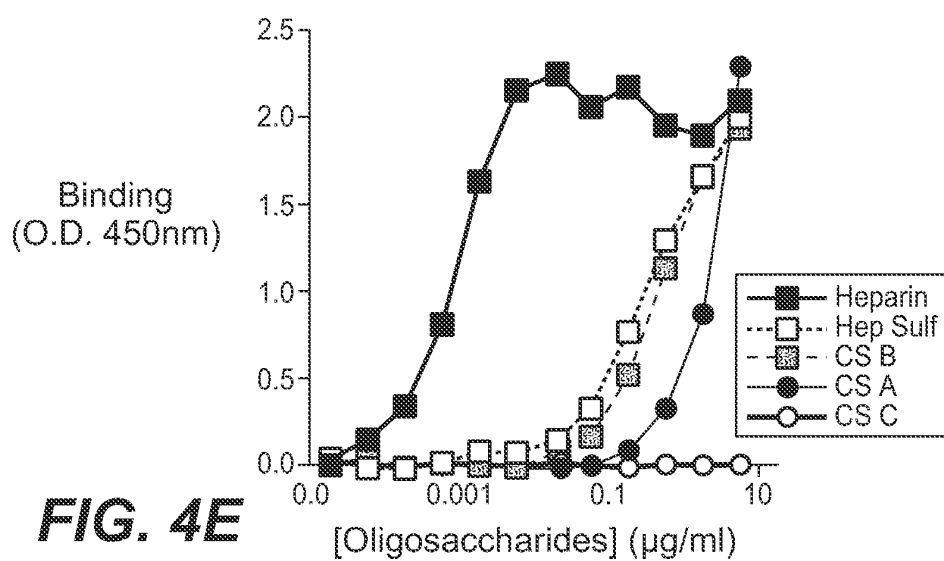 2.5
2.0
1.5
1.0
0.5
0.0
Binding
(O.D. 450nm)
Heparin
Hep Sulf
CS B
CS A
CS C
0.0 0.001 0.1 10
[Oligosaccharides] (µg/ml)
FIG. 4E